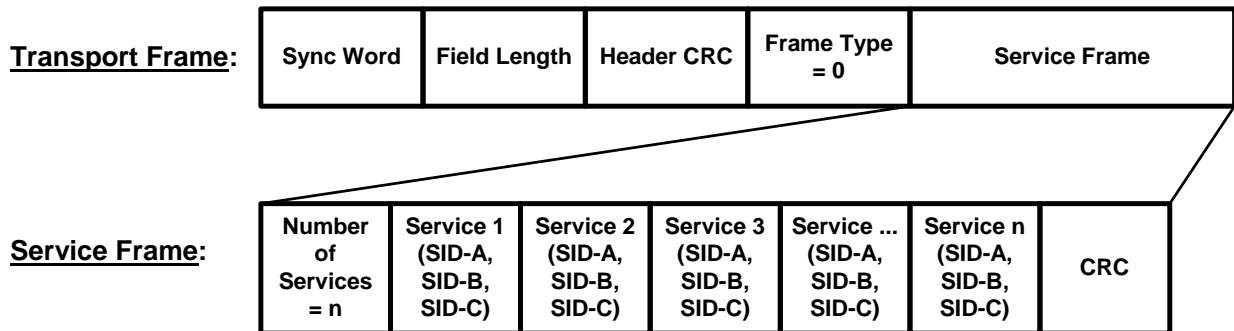 Transport Frame:
Sync Word
Field Length
Header CRC
Frame Type
= 0
Service Frame
Service Frame:
Number
of
Services
= n
Service 1
(SID-A,
SID-B,
SID-C)
Service 2
(SID-A,
SID-B,
SID-C)
Service 3
(SID-A,
SID-B,
SID-C)
Service ...
(SID-A,
SID-B,
SID-C)
Service n
(SID-A,
SID-B,
SID-C)
CRC